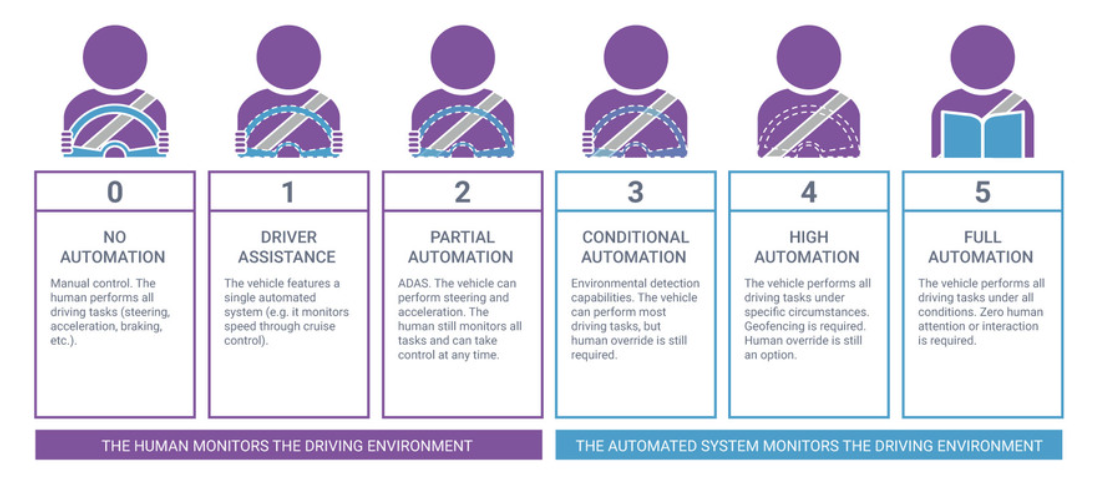 0
NO
AUTOMATION
Manual control. The
human performs all
driving tasks (steering,
acceleration, braking,
etc.).
1
DRIVER
ASSISTANCE
The vehicle features a
single automated
system (e.g. it monitors
speed through cruise
control).
2
PARTIAL
AUTOMATION
ADAS. The vehicle can
perform steering and
acceleration. The
human still monitors all
tasks and can take
control at any time.
3
CONDITIONAL
AUTOMATION
Environmental detection
capabilities. The vehicle
can perform most
driving tasks, but
human override is still
required.
4
HIGH
AUTOMATION
The vehicle performs all
driving tasks under
specific circumstances.
Geofencing is required.
Human override is still
an option.
5
FULL
AUTOMATION
The vehicle performs all
driving tasks under all
conditions. Zero human
attention or interaction
is required.
THE HUMAN MONITORS THE DRIVING ENVIRONMENT
THE AUTOMATED SYSTEM MONITORS THE DRIVING ENVIRONMENT